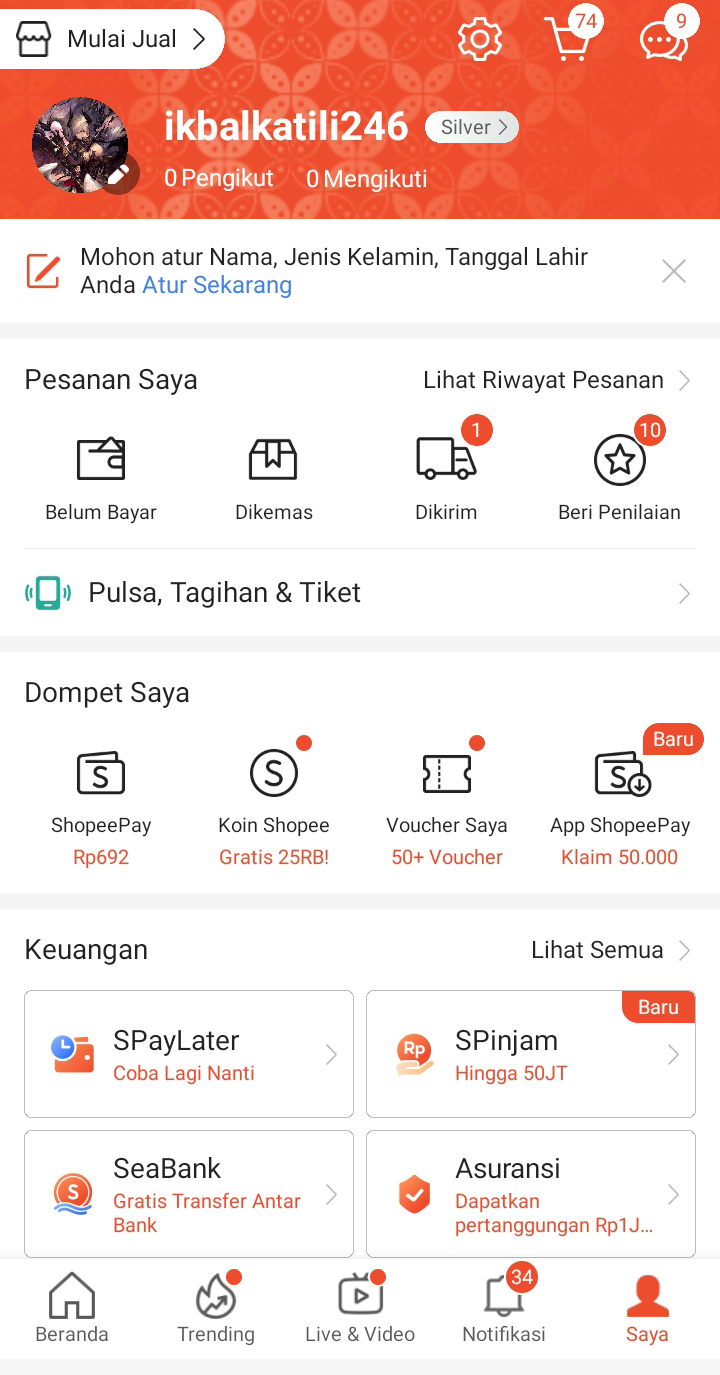 Mulai Jual
74
9
ikbalkatili246
Silver
0 Pengikut
0 Mengikuti
Mohon atur Nama, Jenis Kelamin, Tanggal Lahir
Anda Atur Sekarang
Pesanan Saya
Lihat Riwayat Pesanan
1
10
Belum Bayar
Dikemas
Dikirim
Beri Penilaian
Pulsa, Tagihan & Tiket
Dompet Saya
Baru
S
S
S
ShopeePay
Koin Shopee
Voucher Saya
App ShopeePay
Rp692
Gratis 25RB!
50+ Voucher
Klaim 50.000
Keuangan
Lihat Semua
SPayLater
Coba Lagi Nanti
Baru
Rp
SPinjam
Hingga 50JT
S
SeaBank
Gratis Transfer Antar
Bank
Asuransi
Dapatkan
pertanggungan Rp1J...
34
Beranda
Trending
Live & Video
Notifikasi
Saya